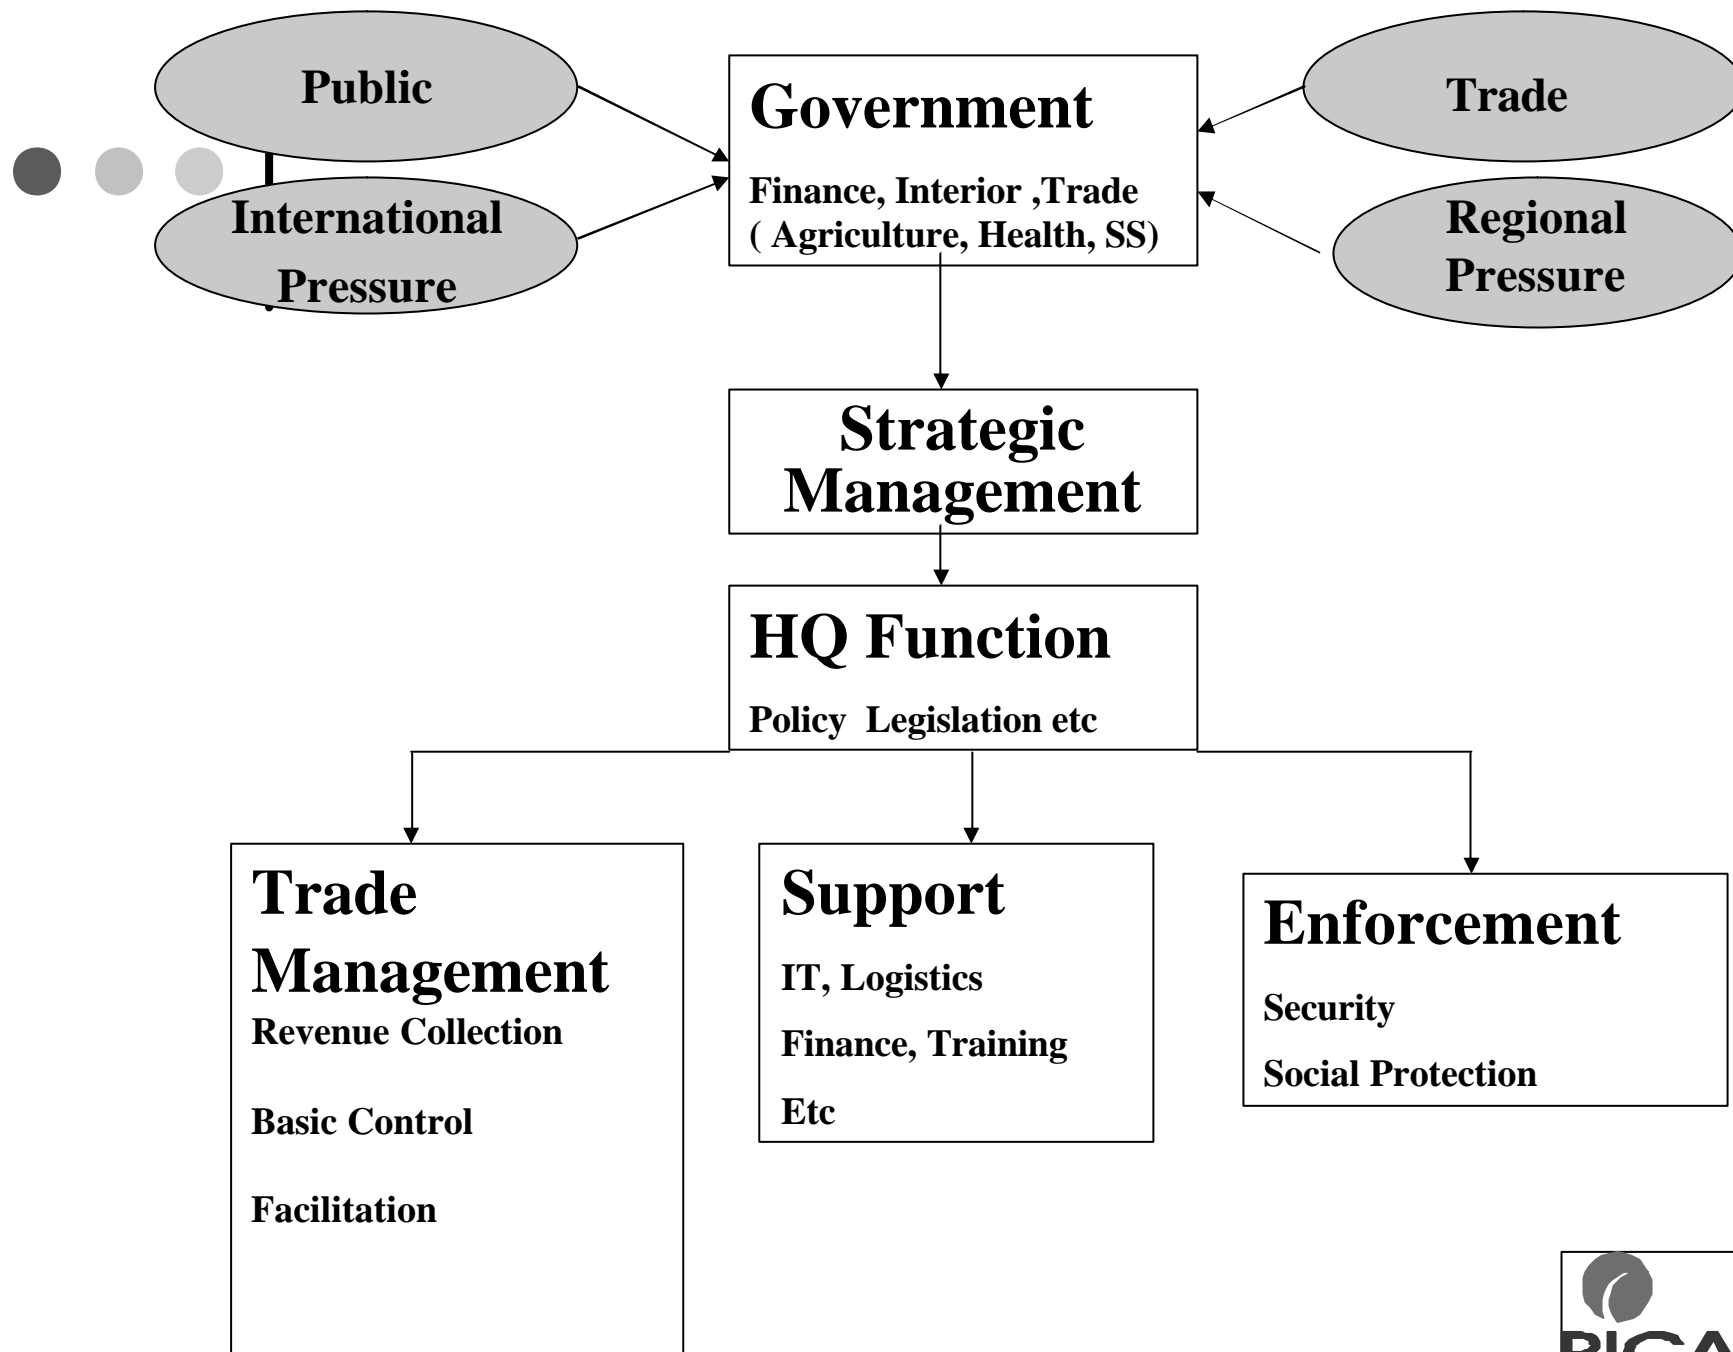 Public
Government
Trade
Finance, Interior ,Trade
( Agriculture, Health, SS)
International
Pressure
Regional
Pressure
Strategic
Management
HQ Function
Policy  Legislation etc
Trade
Management
Revenue Collection
Basic Control
Facilitation
Support
IT, Logistics
Finance, Training
Etc
Enforcement
Security
Social Protection